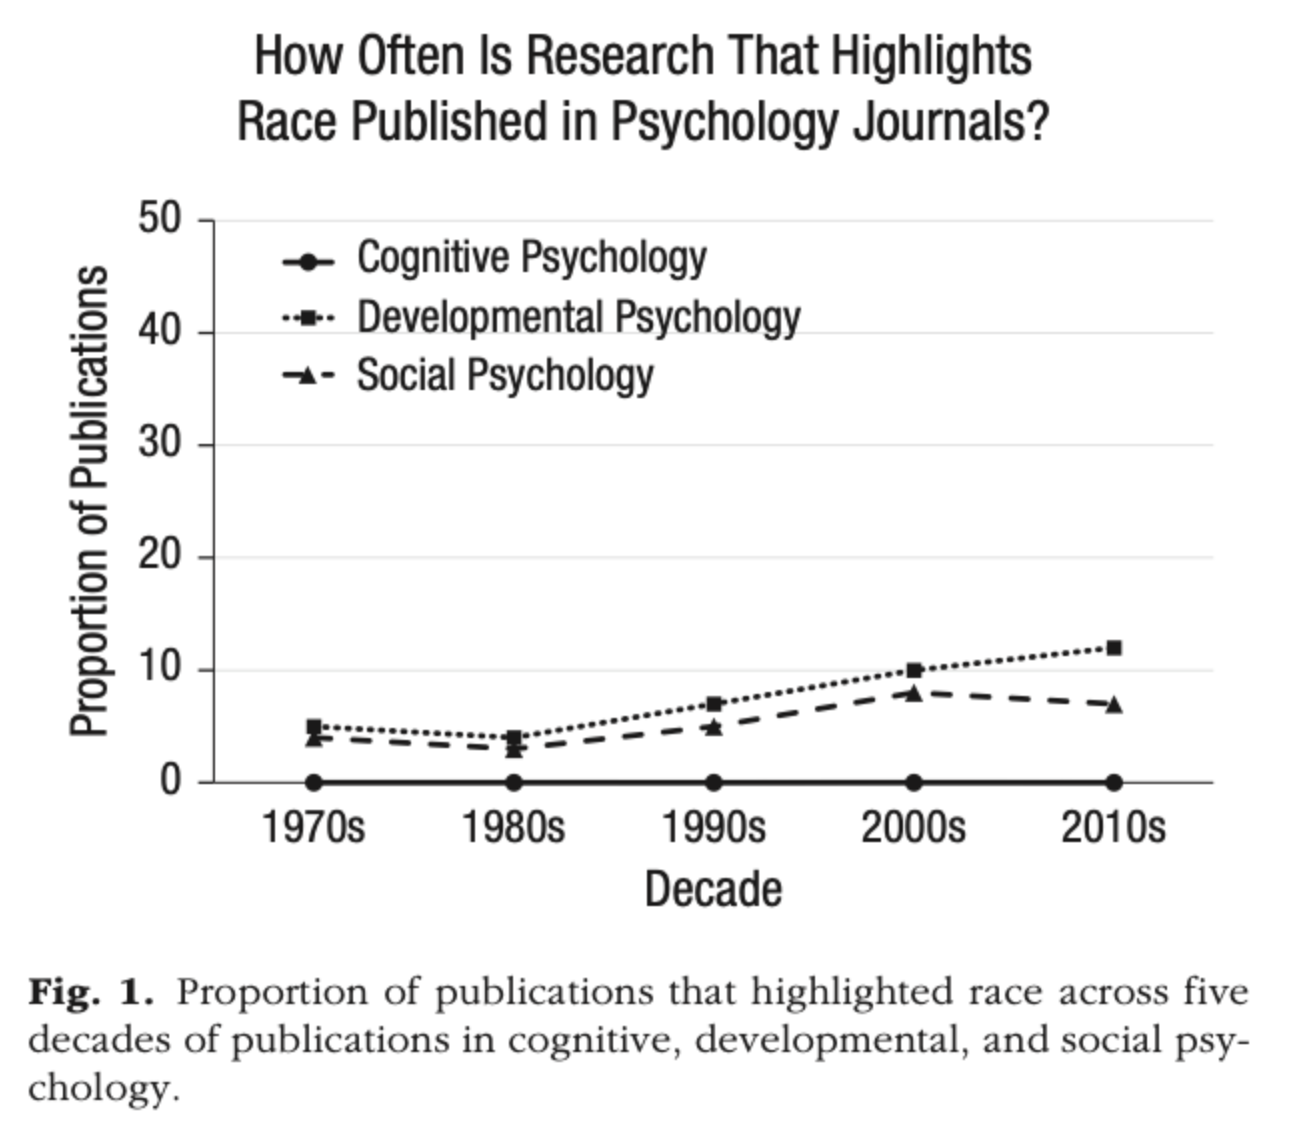 How Often Is Research That Highlights
Race Published in Psychology Journals?
50
40
30
20
10
0
Proportion of Publications
Cognitive Psychology
Developmental Psychology
Social Psychology
1970s 1980s 1990s 2000s 2010s
Decade
Fig. 1. Proportion of publications that highlighted race across five
decades of publications in cognitive, developmental, and social psy-
chology.